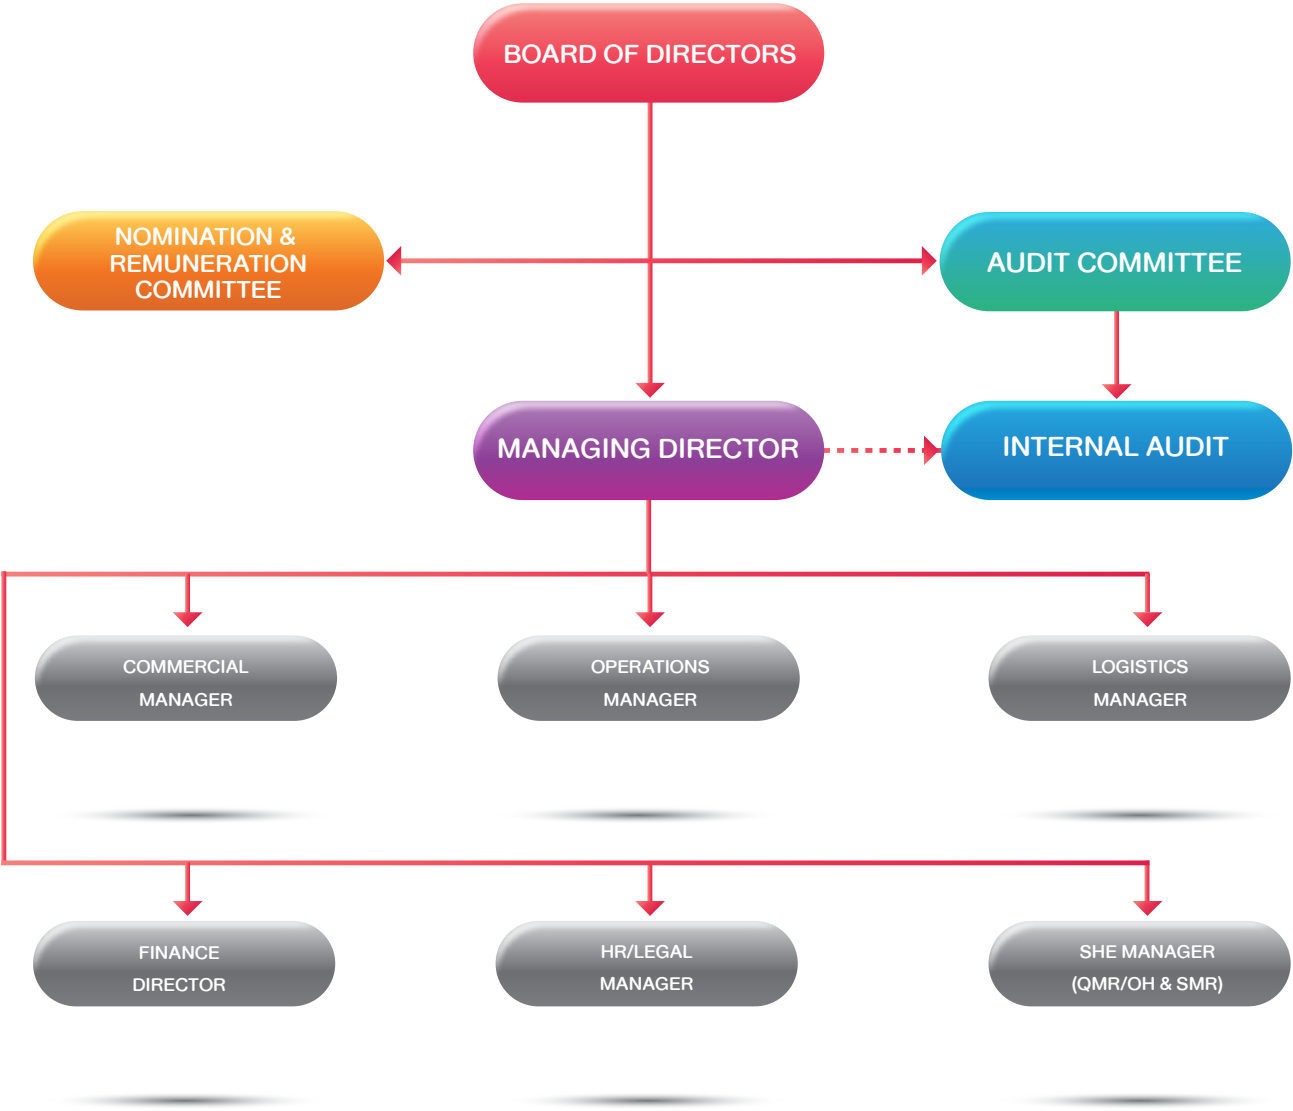 BOARD OF DIRECTORS
NOMINATION &
REMUNERATION
COMMITTEE
AUDIT COMMITTEE
MANAGING DIRECTOR
INTERNAL AUDIT
COMMERCIAL
MANAGER
OPERATIONS
MANAGER
LOGISTICS
MANAGER
FINANCE
DIRECTOR
HR/LEGAL
MANAGER
SHE MANAGER
(QMR/OH & SMR)